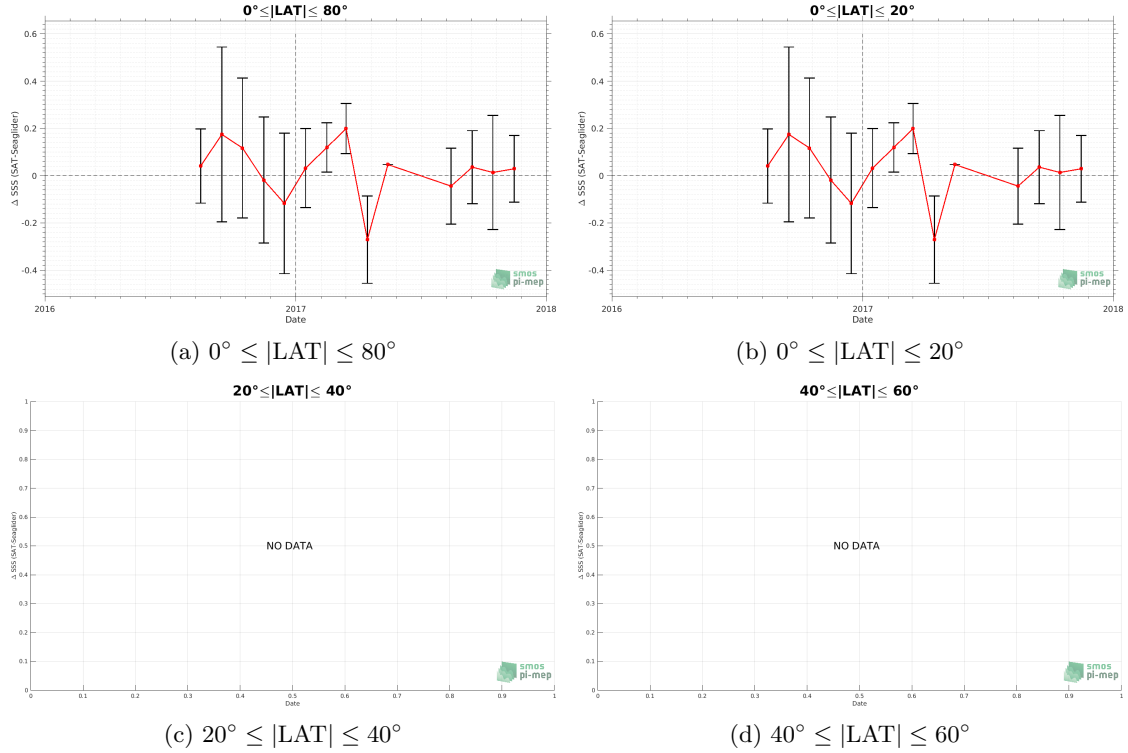 0°≤|LAT|≤ 80°
Δ SSS (SAT-Seaglider)
0.6
0.4
0.2
0
-0.2
-0.4
2016
2017
2018
Date
smos
pi-mep
(a) 0° ≤ |LAT| ≤ 80°
0°≤|LAT|≤ 20°
Δ SSS (SAT-Seaglider)
0.6
0.4
0.2
0
-0.2
-0.4
2016
2017
2018
Date
smos
pi-mep
(b) 0° ≤ |LAT| ≤ 20°
20°≤|LAT|≤ 40°
Δ SSS (SAT-Seaglider)
1
0.9
0.8
0.7
0.6
0.5
0.4
0.3
0.2
0.1
0
NO DATA
0 0.1 0.2 0.3 0.4 0.5 0.6 0.7 0.8 0.9 1
Date
smos
pi-mep
(c) 20° ≤ |LAT| ≤ 40°
40°≤|LAT|≤ 60°
Δ SSS (SAT-Seaglider)
1
0.9
0.8
0.7
0.6
0.5
0.4
0.3
0.2
0.1
0
NO DATA
0 0.1 0.2 0.3 0.4 0.5 0.6 0.7 0.8 0.9 1
Date
smos
pi-mep
(d) 40° ≤ |LAT| ≤ 60°